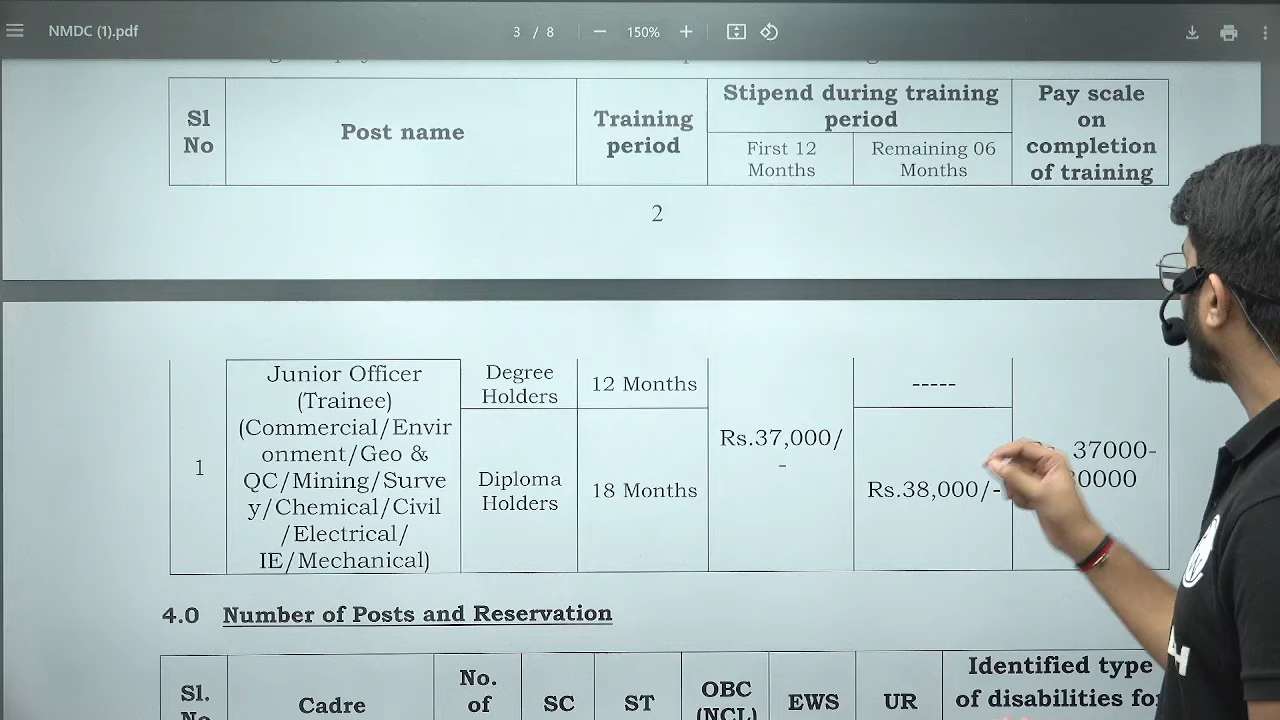 NMDC (1).pdf
3 / 8
150%
Sl No
Post name
Training period
Stipend during training period
First 12 Months
Remaining 06 Months
Pay scale on completion of training
2
1
Junior Officer
(Trainee)
(Commercial/Envir
onment/Geo &
QC/Mining/Surve
y/Chemical/Civil
/Electrical/
IE/Mechanical)
Degree Holders
12 Months
Rs.37,000/
-
-----
37000-
Diploma Holders
18 Months
Rs.38,000/-
4.0 Number of Posts and Reservation
Sl. No
Cadre
No. of
SC
ST
OBC (NCL)
EWS
UR
Identified type
of disabilities for